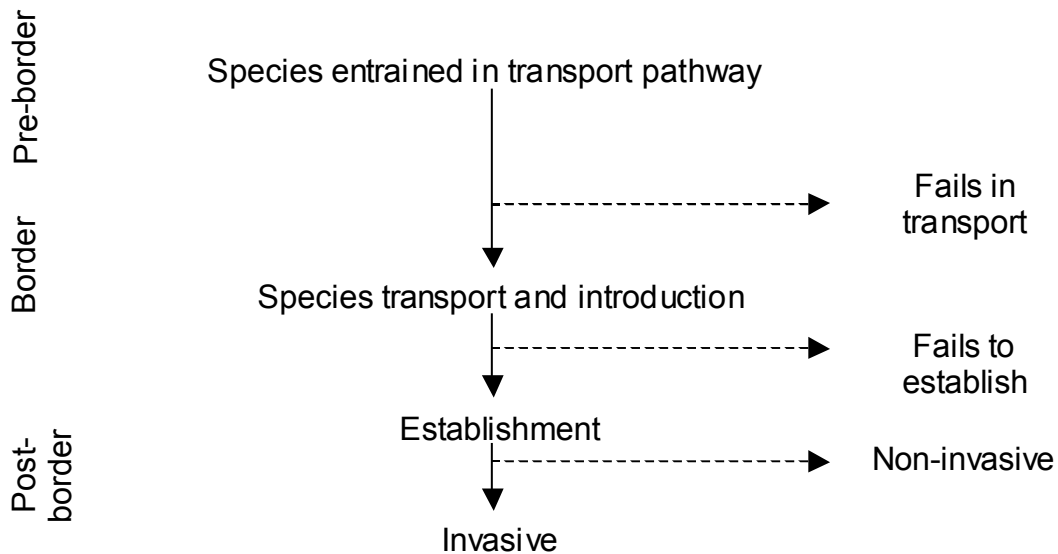 Pre-border
Species entrained in transport pathway
Fails in
transport
Border
Species transport and introduction
Fails to
establish
Post-
border
Establishment
Non-invasive
Invasive